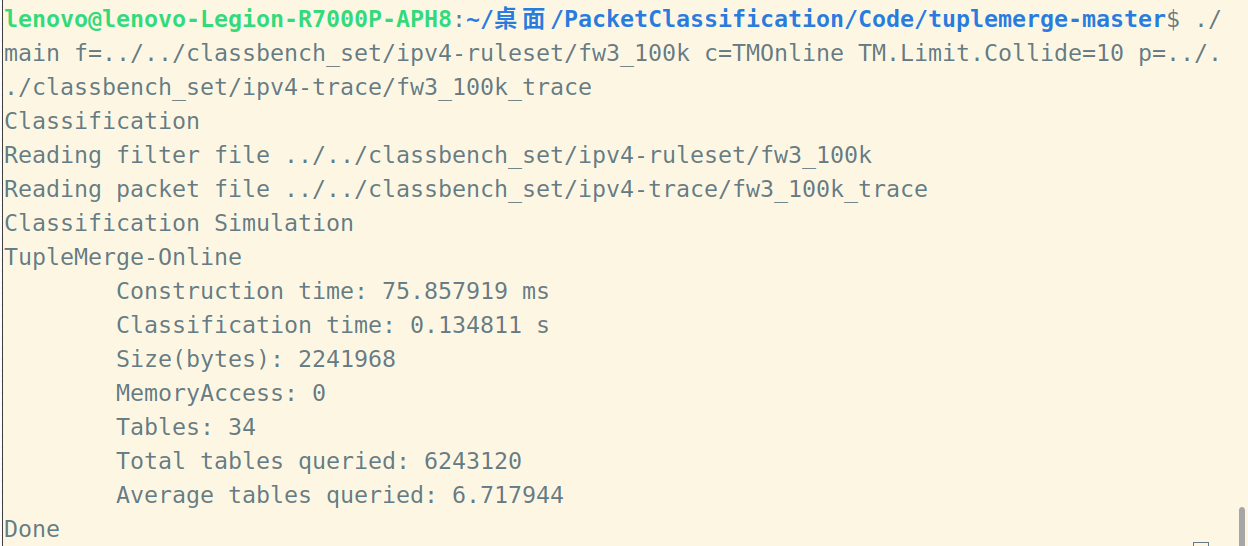 lenovo@lenovo-Legion-R7000P-APH8:~/桌面/PacketClassification/Code/tuplemerge-master$ ./
main f=../../classbench_set/ipv4-ruleset/fw3_100k c=TMOnline TM.Limit.Collide=10 p=../.
./classbench_set/ipv4-trace/fw3_100k_trace
Classification
Reading filter file ../../classbench_set/ipv4-ruleset/fw3_100k
Reading packet file ../../classbench_set/ipv4-trace/fw3_100k_trace
Classification Simulation
TupleMerge-Online
        Construction time: 75.857919 ms
        Classification time: 0.134811 s
        Size(bytes): 2241968
        MemoryAccess: 0
        Tables: 34
        Total tables queried: 6243120
        Average tables queried: 6.717944
Done